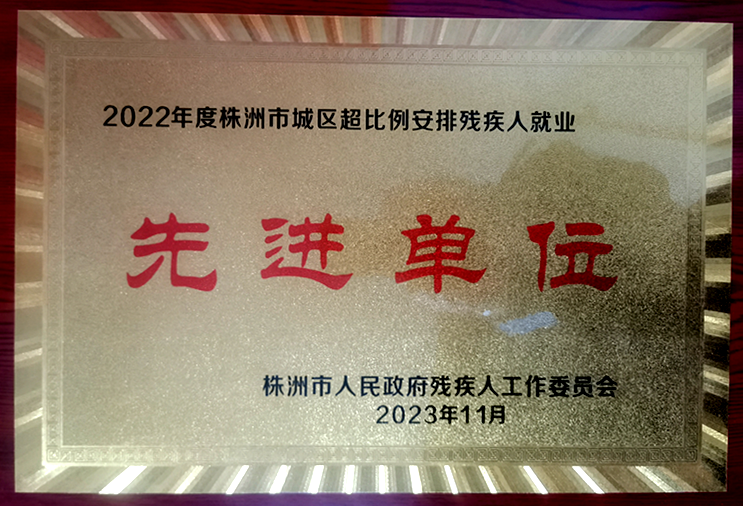 2022年度株洲市城区超比例安排残疾人就业
先进单位
株洲市人民政府残疾人工作委员会
2023年11月